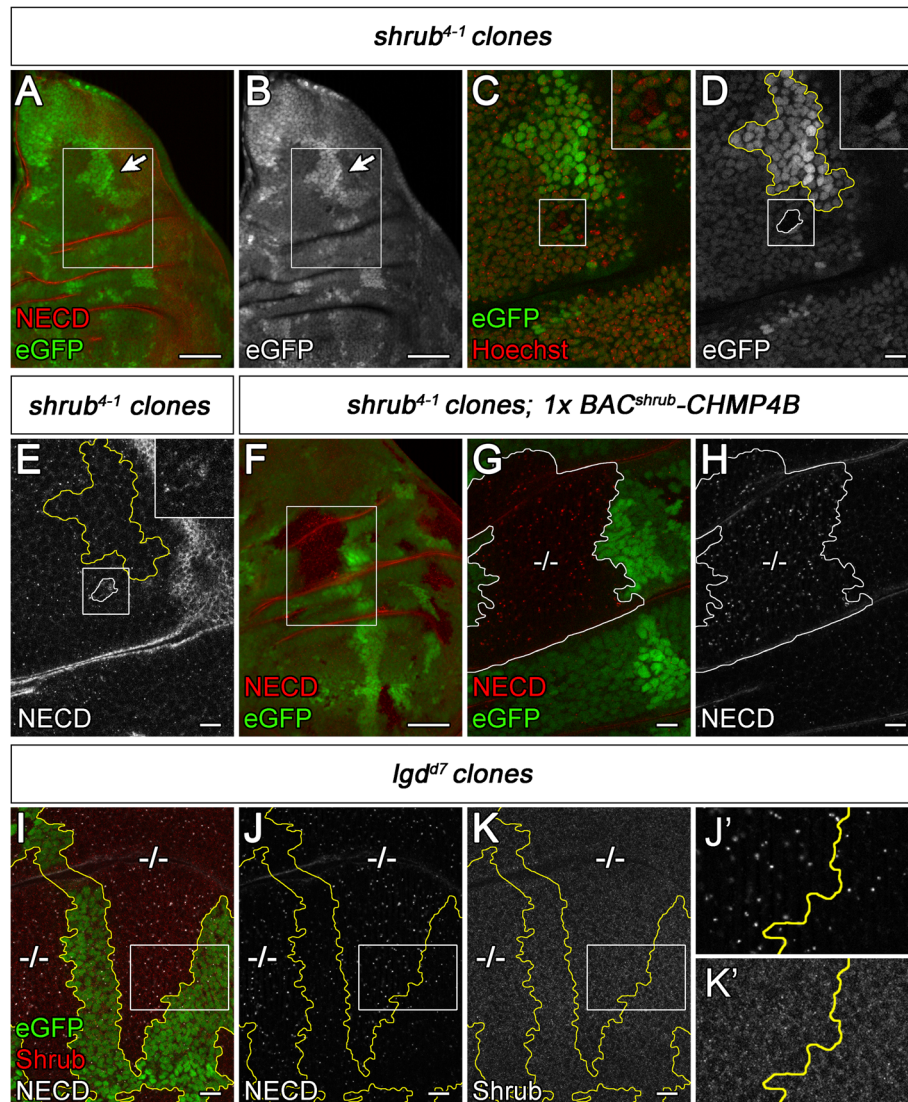 shrub⁴⁻¹ clones
A
NECD
eGFP
B
eGFP
C
eGFP
Hoechst
D
eGFP
shrub⁴⁻¹ clones
shrub⁴⁻¹ clones; 1x BACˢʰʳᵘᵇ-CHMP4B
E
NECD
F
NECD
eGFP
G
-/-
NECD
eGFP
H
-/-
NECD
lgdᵈ⁷ clones
I
-/-
-/-
eGFP
Shrub
NECD
J
-/-
-/-
NECD
K
-/-
Shrub
J'
K'